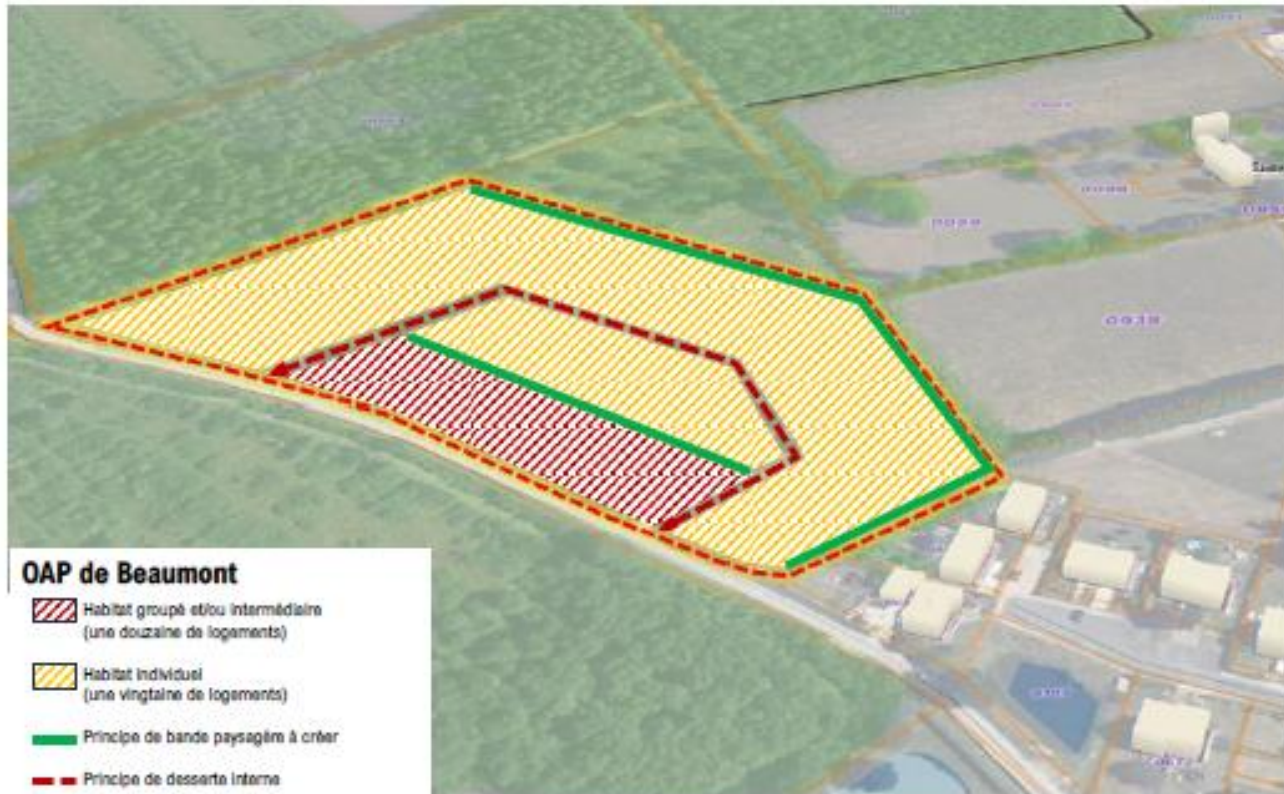 OAP de Beaumont
Habitat groupé et/ou intermédiaire
(une douzaine de logements)
Habitat individuel
(une vingtaine de logements)
Principe de bande paysagère à créer
Principe de desserte interne